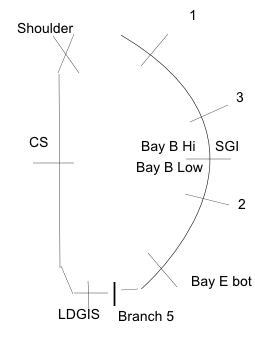 1
Shoulder
3
CS
Bay B Hi SGI
Bay B Low
2
Bay E bot
LDGIS Branch 5